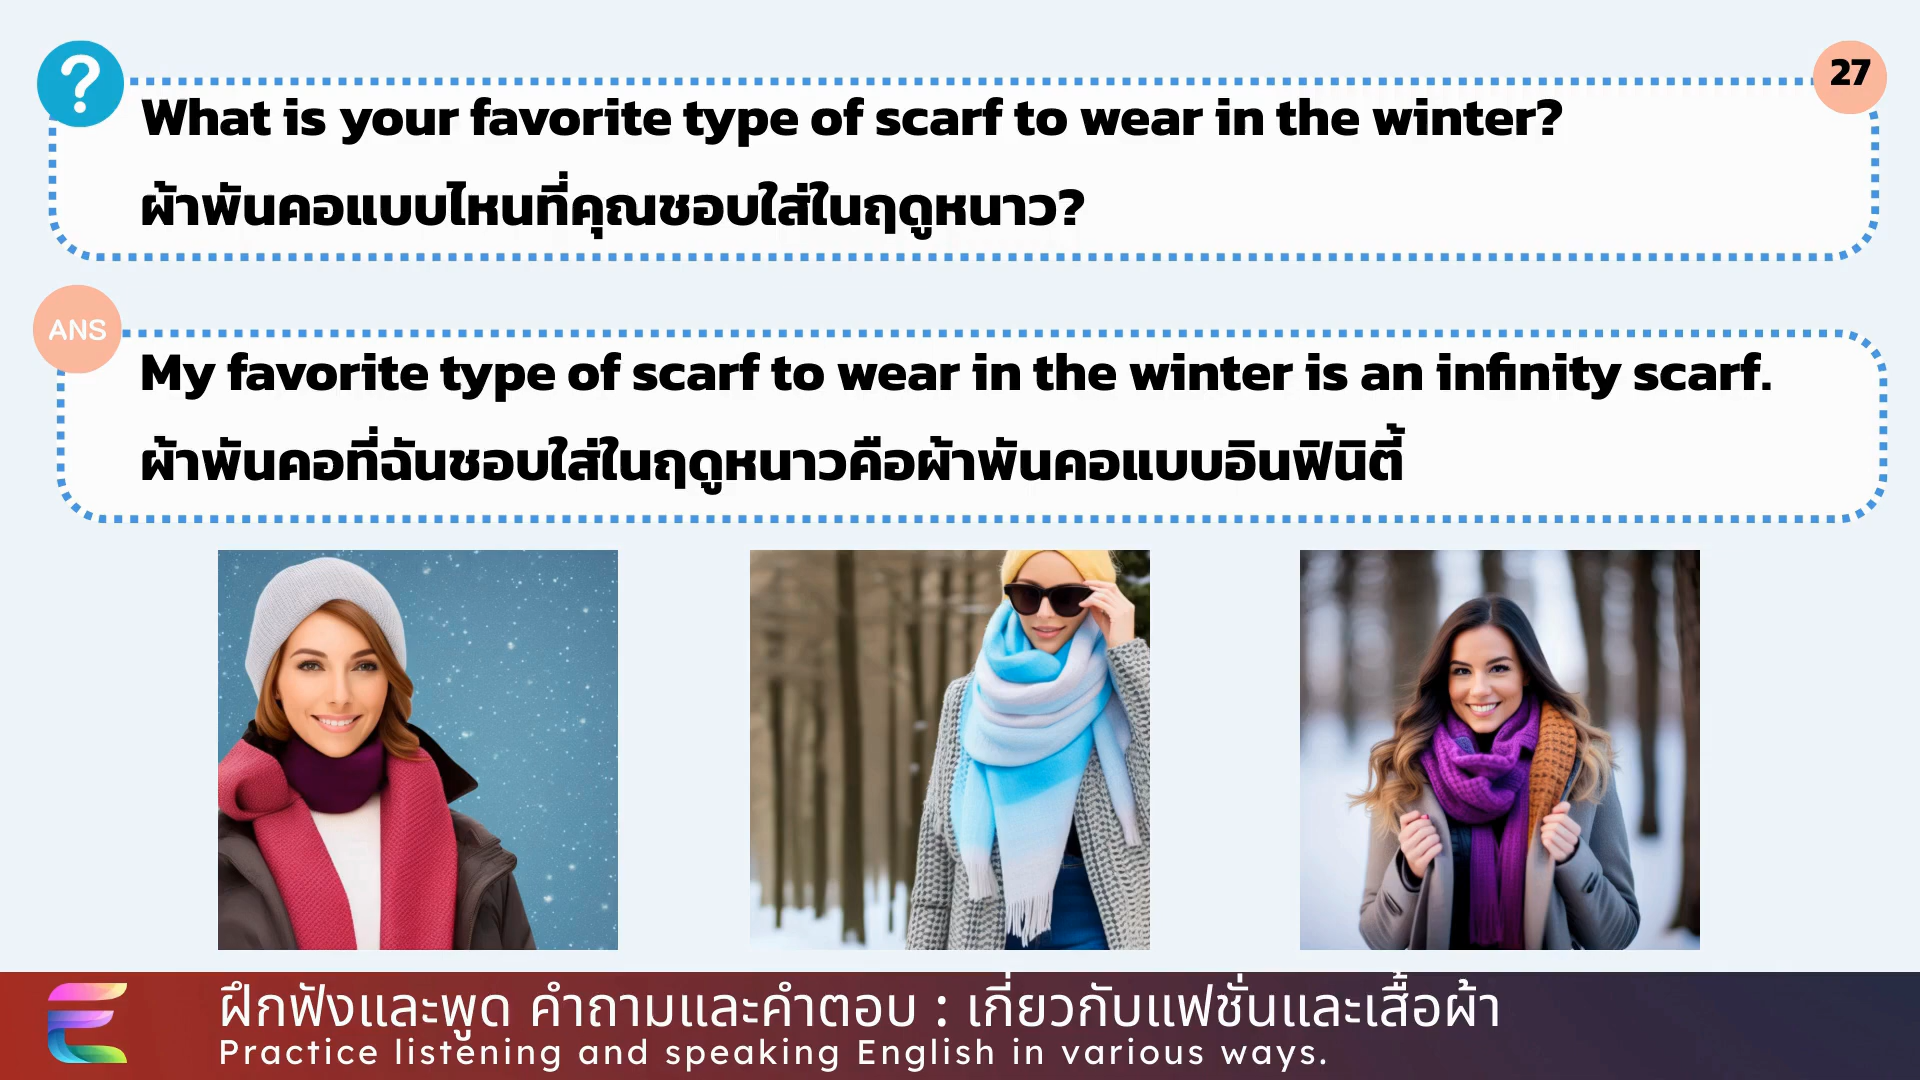 ?
27
What is your favorite type of scarf to wear in the winter?
ผ้าพันคอแบบไหนที่คุณชอบใส่ในฤดูหนาว?
ANS
My favorite type of scarf to wear in the winter is an infinity scarf.
ผ้าพันคอที่ฉันชอบใส่ในฤดูหนาวคือผ้าพันคอแบบอินฟินิตี้
ฝึกฟังและพูด คำถามและคำตอบ : เกี่ยวกับแฟชั่นและเสื้อผ้า
Practice listening and speaking English in various ways.